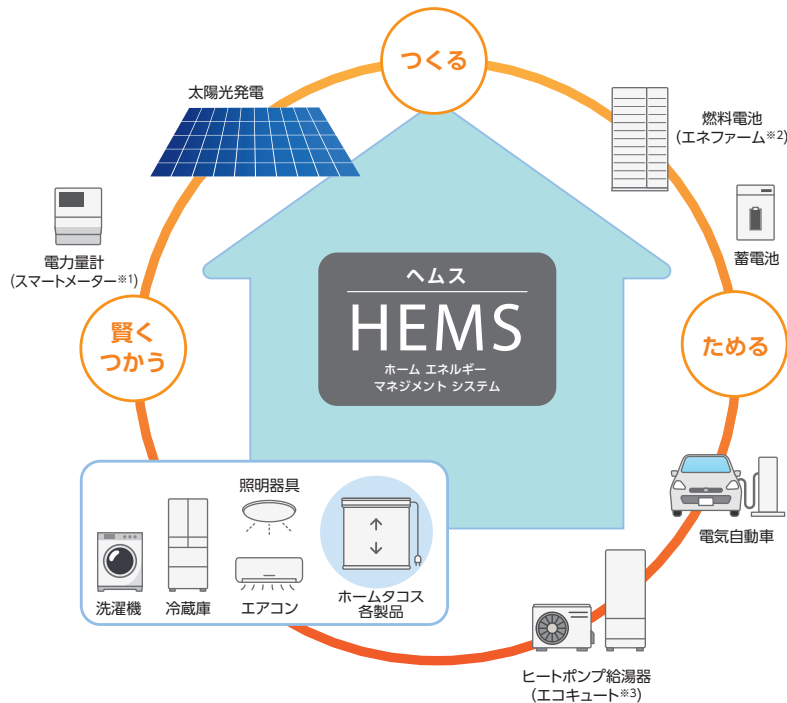 つくる
太陽光発電
燃料電池
(エネファーム※2)
電力量計
(スマートメーター※1)
蓄電池
ヘムス
HEMS
ホーム エネルギー
マネジメント システム
賢く
つかう
ためる
照明器具
洗濯機
冷蔵庫
エアコン
ホームタコス
各製品
電気自動車
ヒートポンプ給湯器
(エコキュート※3)